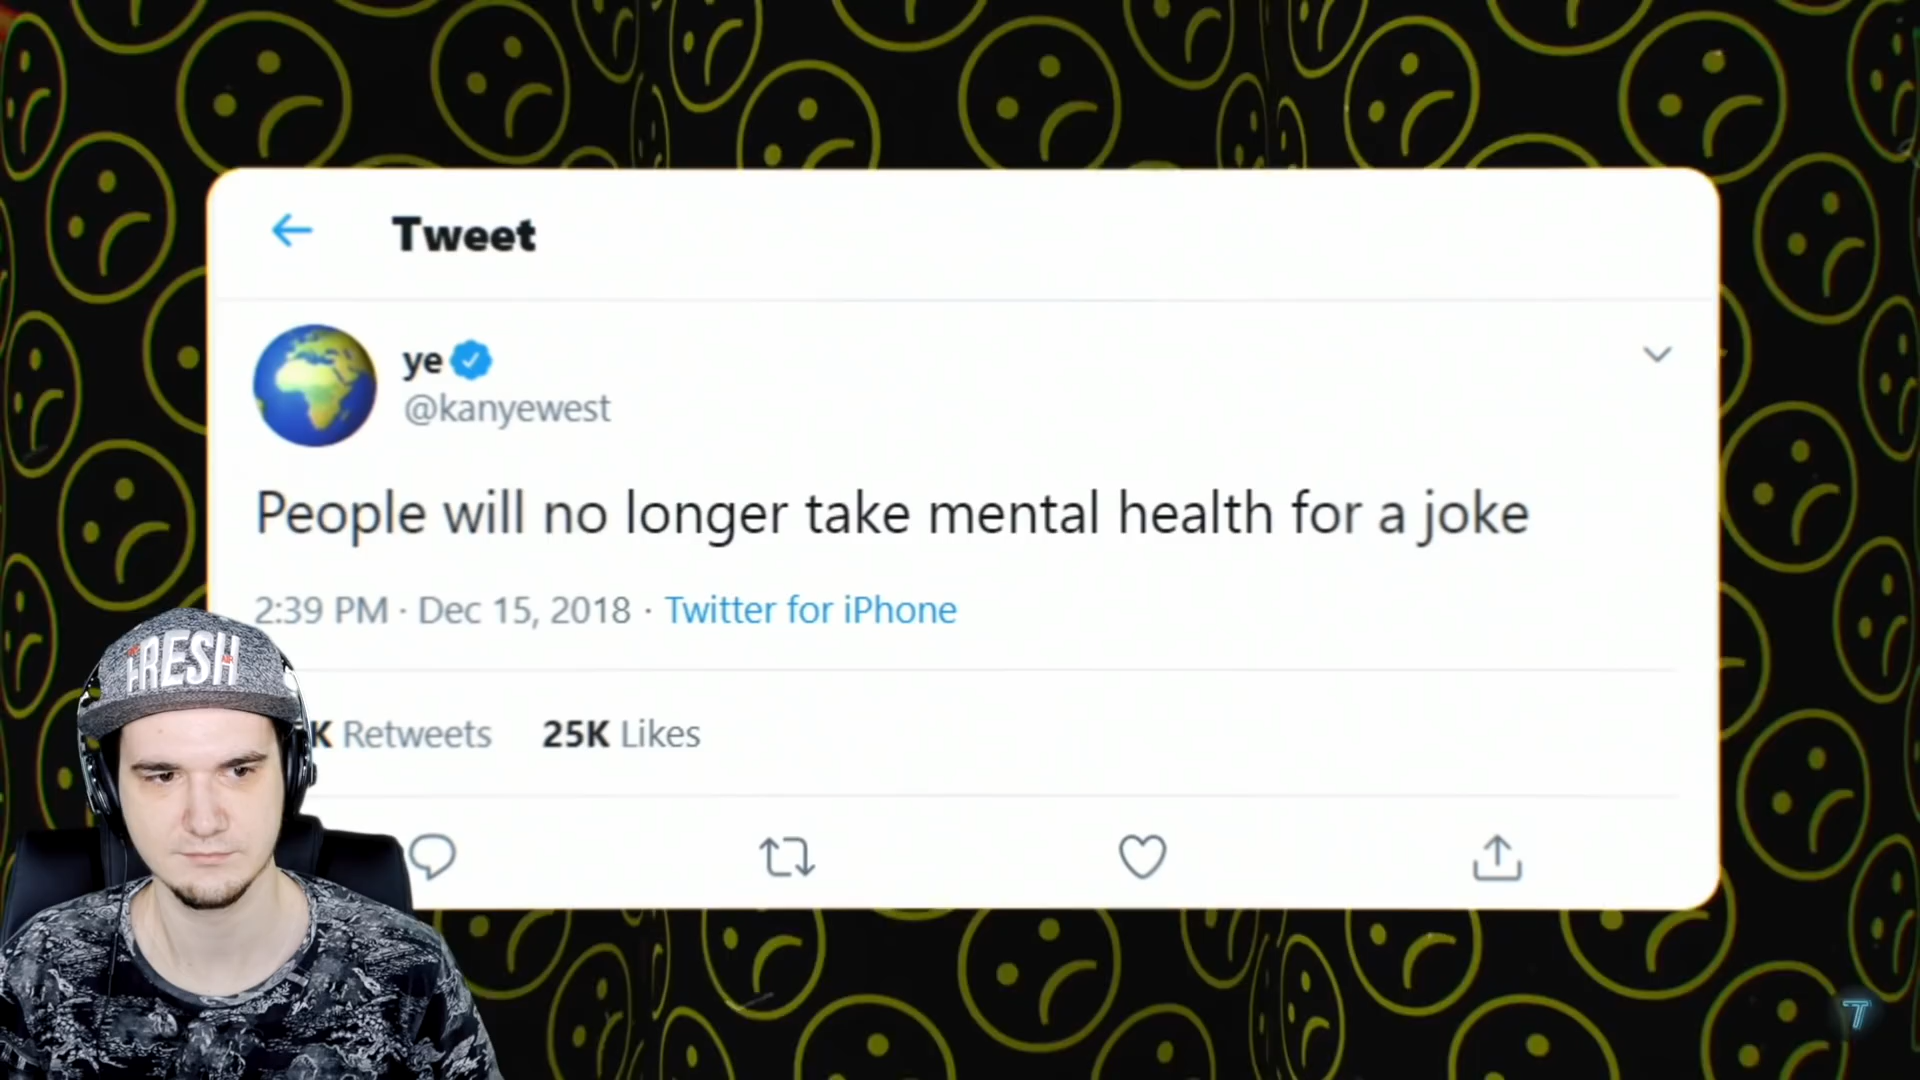 Tweet
ye
@kanyewest
People will no longer take mental health for a joke
2:39 PM · Dec 15, 2018 · Twitter for iPhone
K Retweets 25K Likes
FRESH
AIR
T